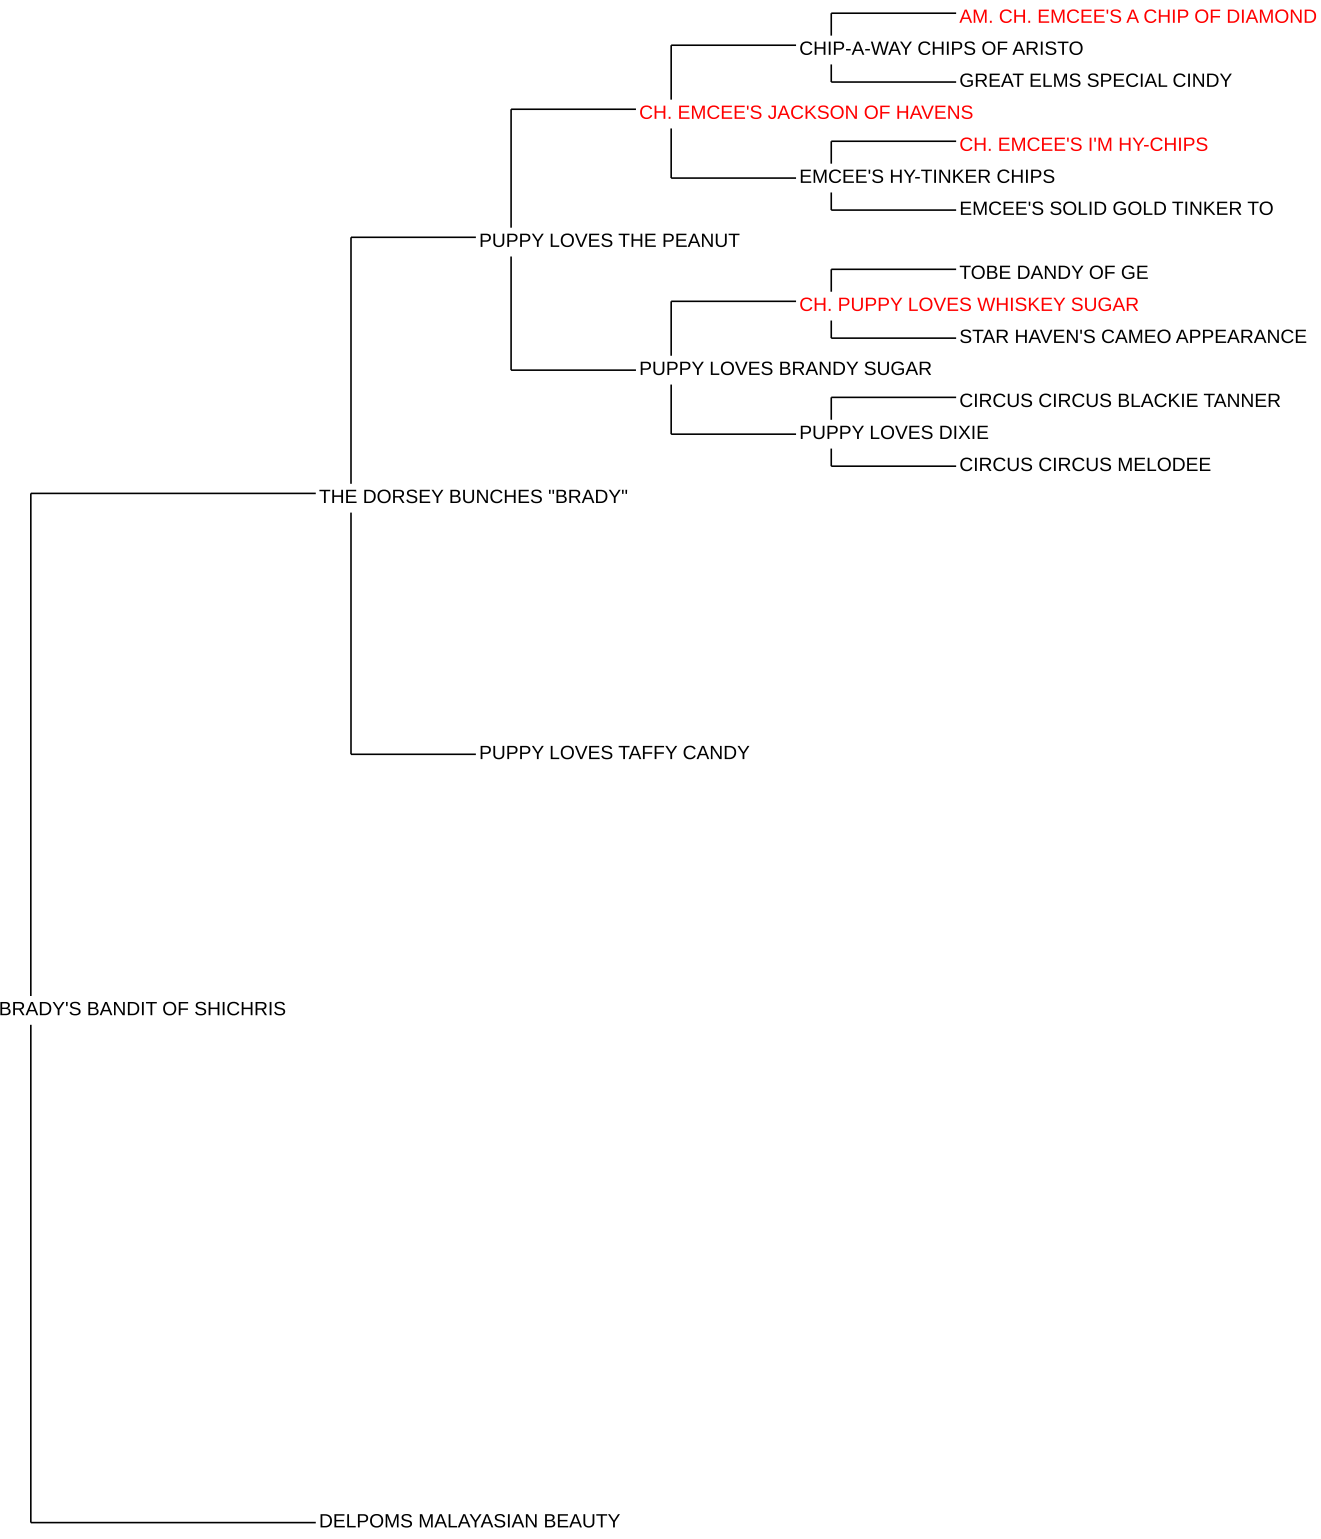 AM. CH. EMCEE'S A CHIP OF DIAMOND
CHIP-A-WAY CHIPS OF ARISTO
GREAT ELMS SPECIAL CINDY
CH. EMCEE'S JACKSON OF HAVENS
CH. EMCEE'S I'M HY-CHIPS
EMCEE'S HY-TINKER CHIPS
EMCEE'S SOLID GOLD TINKER TO
PUPPY LOVES THE PEANUT
TOBE DANDY OF GE
CH. PUPPY LOVES WHISKEY SUGAR
STAR HAVEN'S CAMEO APPEARANCE
PUPPY LOVES BRANDY SUGAR
CIRCUS CIRCUS BLACKIE TANNER
PUPPY LOVES DIXIE
CIRCUS CIRCUS MELODEE
THE DORSEY BUNCHES "BRADY"
PUPPY LOVES TAFFY CANDY
BRADY'S BANDIT OF SHICHRIS
DELPOMS MALAYASIAN BEAUTY